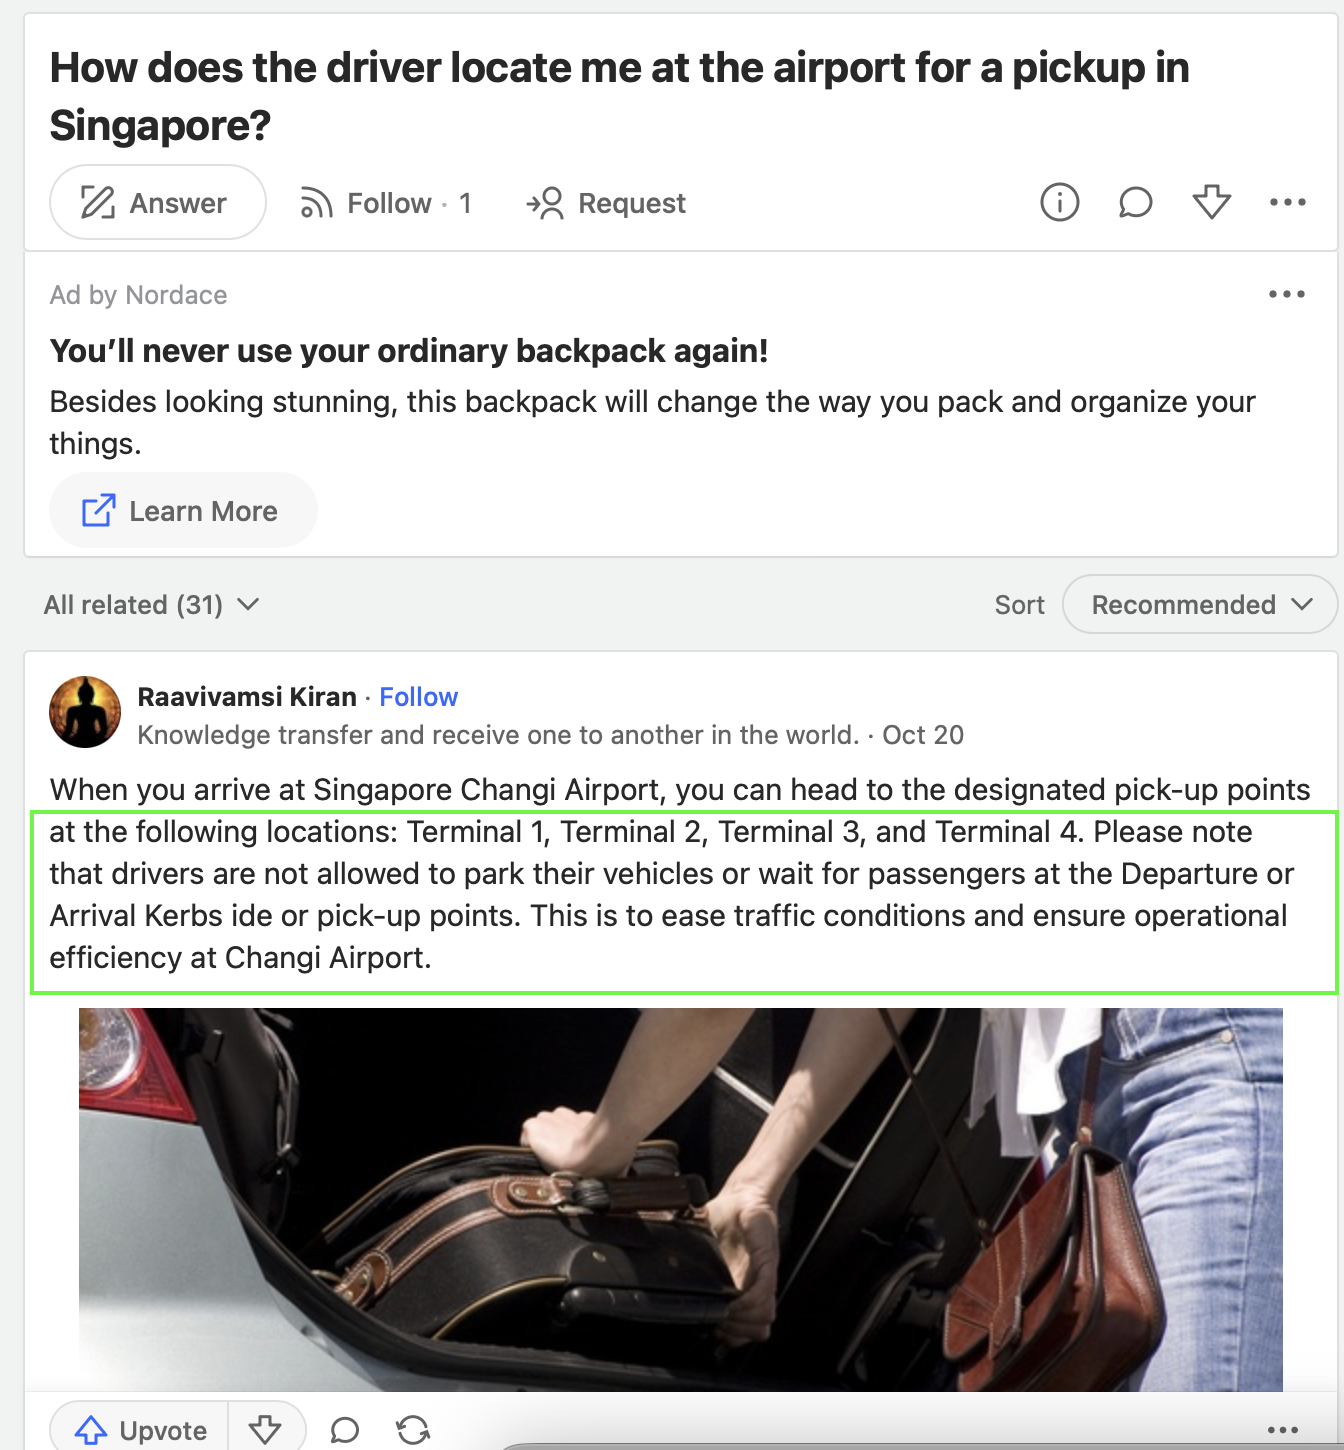 How does the driver locate me at the airport for a pickup in
Singapore?
Answer
Follow · 1
Request
Ad by Nordace
You’ll never use your ordinary backpack again!
Besides looking stunning, this backpack will change the way you pack and organize your
things.
Learn More
All related (31)
Sort
Recommended
Raavivamsi Kiran · Follow
Knowledge transfer and receive one to another in the world. · Oct 20
When you arrive at Singapore Changi Airport, you can head to the designated pick-up points
at the following locations: Terminal 1, Terminal 2, Terminal 3, and Terminal 4. Please note
that drivers are not allowed to park their vehicles or wait for passengers at the Departure or
Arrival Kerbs ide or pick-up points. This is to ease traffic conditions and ensure operational
efficiency at Changi Airport.
Upvote